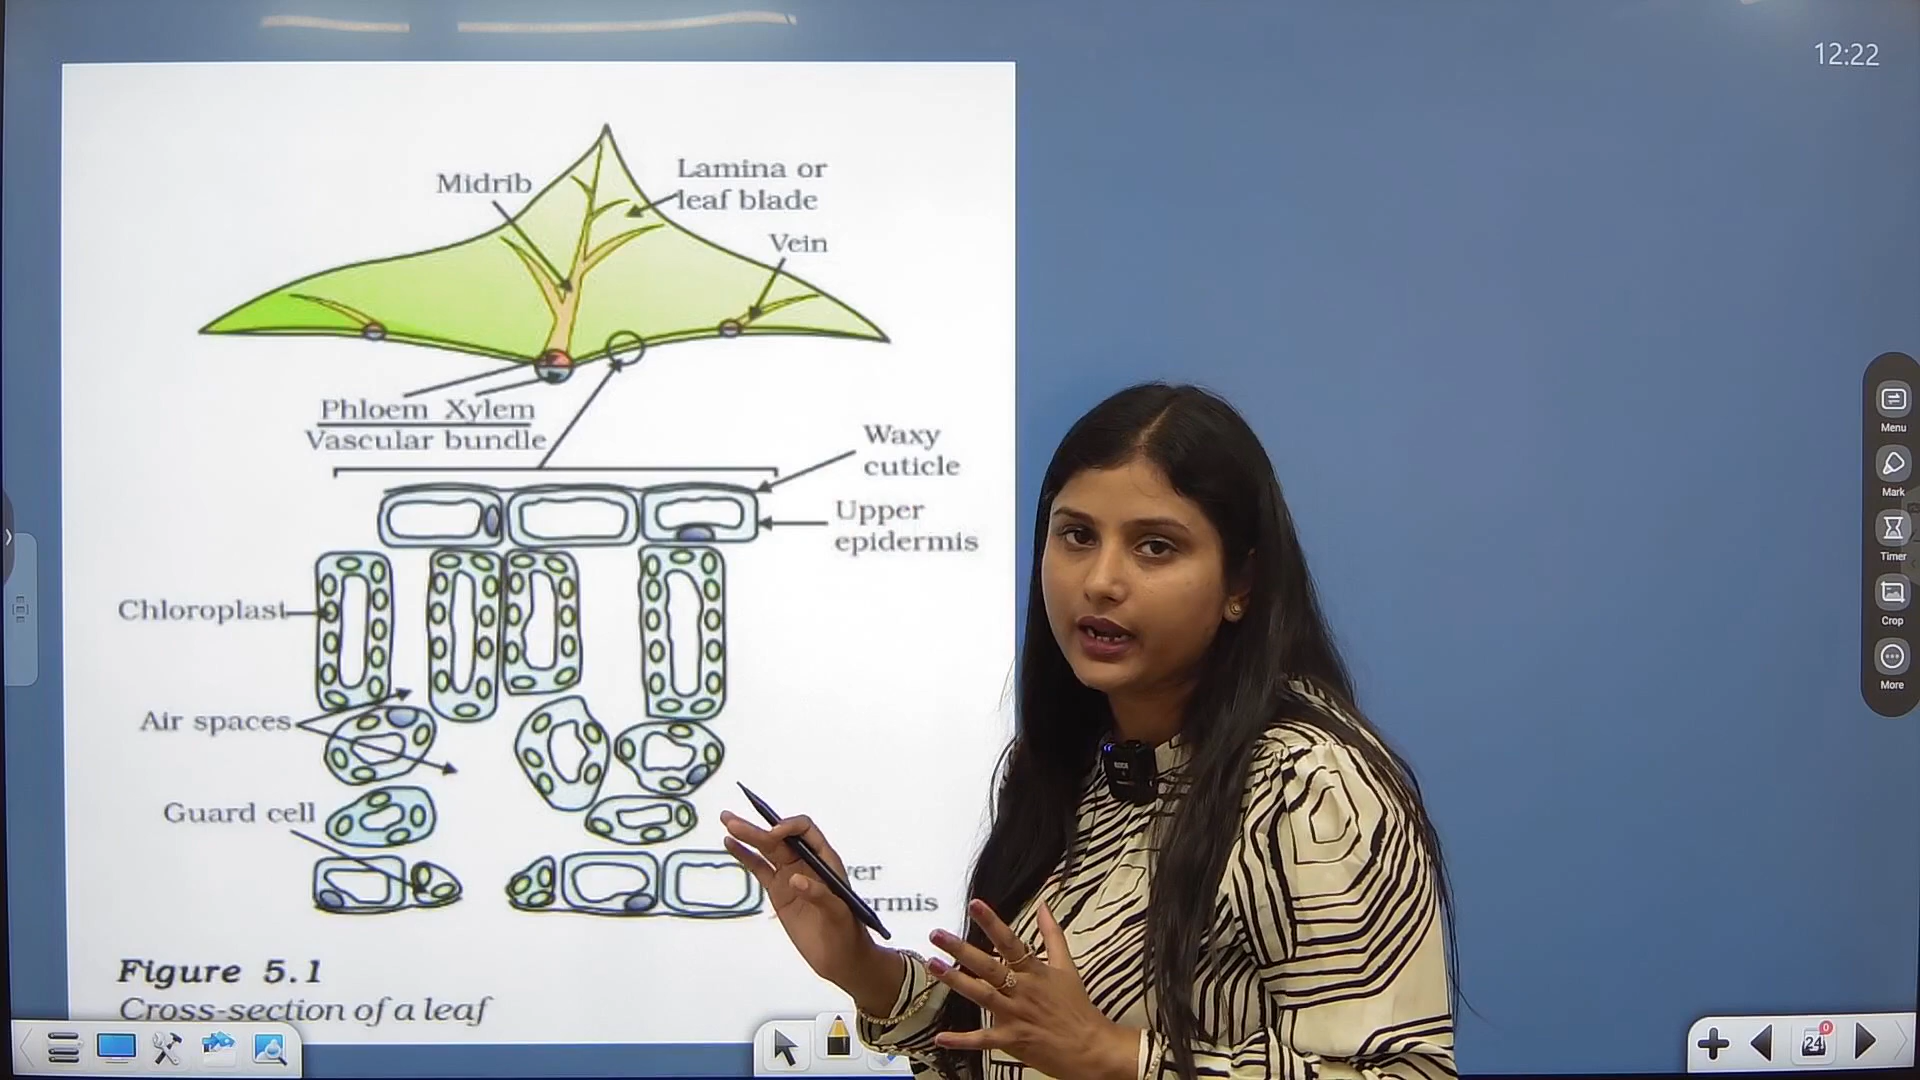 12:22
Midrib
Lamina or
leaf blade
Vein
Phloem Xylem
Vascular bundle
Waxy
cuticle
Upper
epidermis
Chloroplast
Air spaces
Guard cell
Figure 5.1
Cross-section of a leaf
Menu
Mark
Timer
Crop
More
24
0